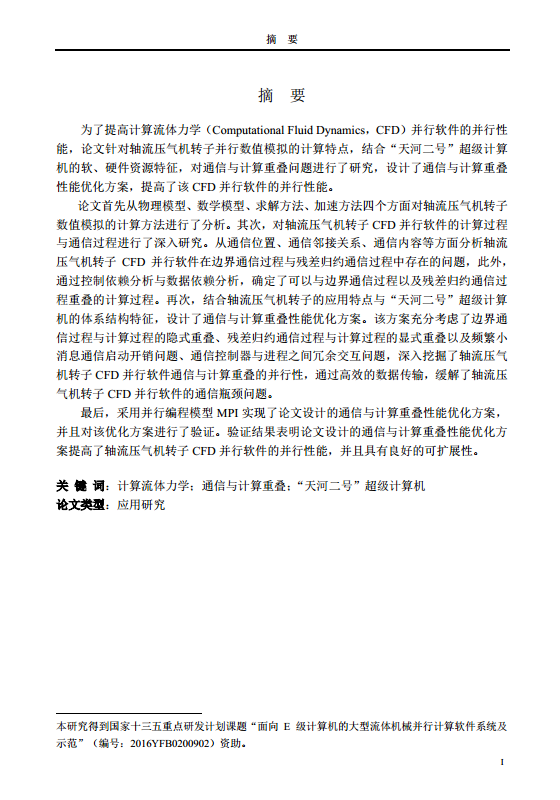 摘 要
摘 要
为了提高计算流体力学（Computational Fluid Dynamics，CFD）并行软件的并行性
能，论文针对轴流压气机转子并行数值模拟的计算特点，结合“天河二号”超级计算
机的软、硬件资源特征，对通信与计算重叠问题进行了研究，设计了通信与计算重叠
性能优化方案，提高了该 CFD 并行软件的并行性能。
论文首先从物理模型、数学模型、求解方法、加速方法四个方面对轴流压气机转子
数值模拟的计算方法进行了分析。其次，对轴流压气机转子 CFD 并行软件的计算过程
与通信过程进行了深入研究。从通信位置、通信邻接关系、通信内容等方面分析轴流
压气机转子 CFD 并行软件在边界通信过程与残差归约通信过程中存在的问题，此外，
通过控制依赖分析与数据依赖分析，确定了可以与边界通信过程以及残差归约通信过
程重叠的计算过程。再次，结合轴流压气机转子的应用特点与“天河二号”超级计算
机的体系结构特征，设计了通信与计算重叠性能优化方案。该方案充分考虑了边界通
信过程与计算过程的隐式重叠、残差归约通信过程与计算过程的显式重叠以及频繁小
消息通信启动开销问题、通信控制器与进程之间冗余交互问题，深入挖掘了轴流压气
机转子 CFD 并行软件通信与计算重叠的并行性，通过高效的数据传输，缓解了轴流压
气机转子 CFD 并行软件的通信瓶颈问题。
最后，采用并行编程模型 MPI 实现了论文设计的通信与计算重叠性能优化方案，
并且对该优化方案进行了验证。验证结果表明论文设计的通信与计算重叠性能优化方
案提高了轴流压气机转子 CFD 并行软件的并行性能，并且具有良好的可扩展性。
关 键 词：计算流体力学；通信与计算重叠；“天河二号”超级计算机
论文类型：应用研究
本研究得到国家十三五重点研发计划课题“面向 E 级计算机的大型流体机械并行计算软件系统及
示范”（编号：2016YFB0200902）资助。
I